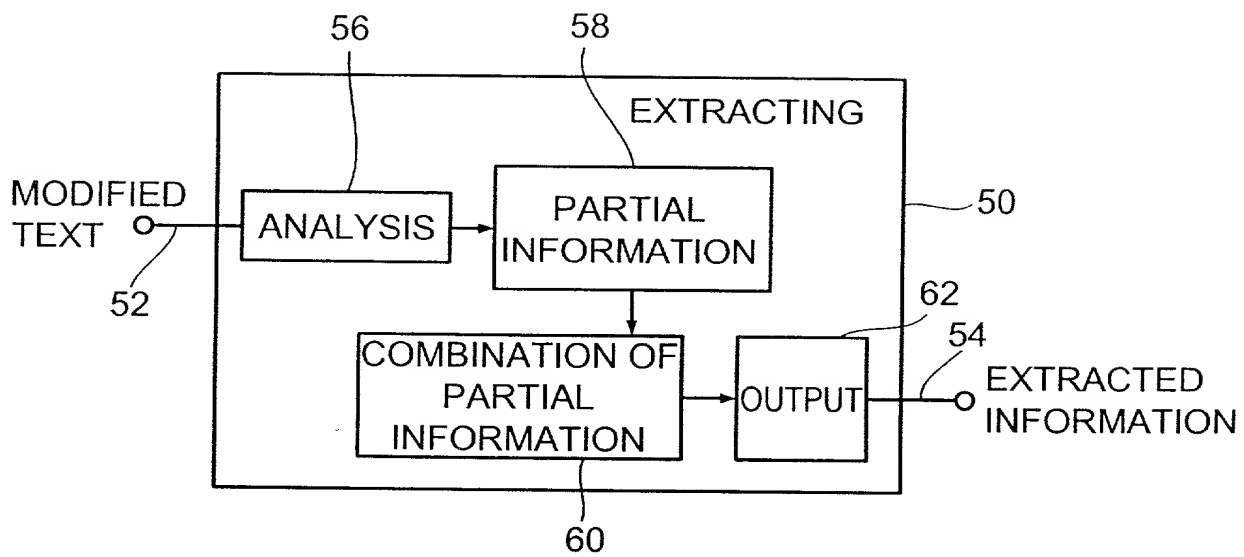 56
58
EXTRACTING
MODIFIED
TEXT
ANALYSIS
PARTIAL
INFORMATION
50
52
62
54
COMBINATION OF
PARTIAL
INFORMATION
OUTPUT
EXTRACTED
INFORMATION
60